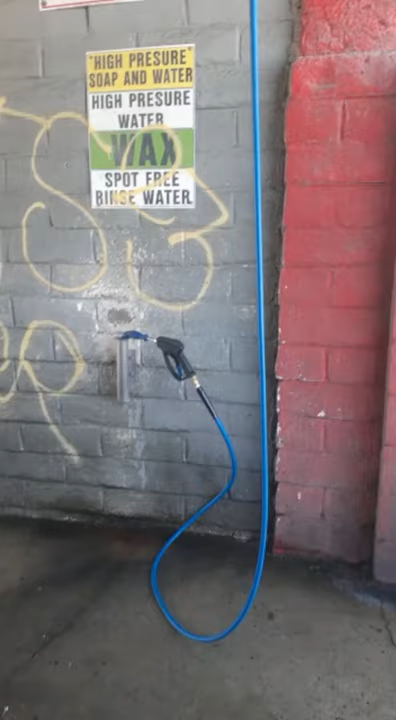 "HIGH PRESURE"
SOAP AND WATER
HIGH PRESURE
WATER
WAX
SPOT FREE
RINSE WATER